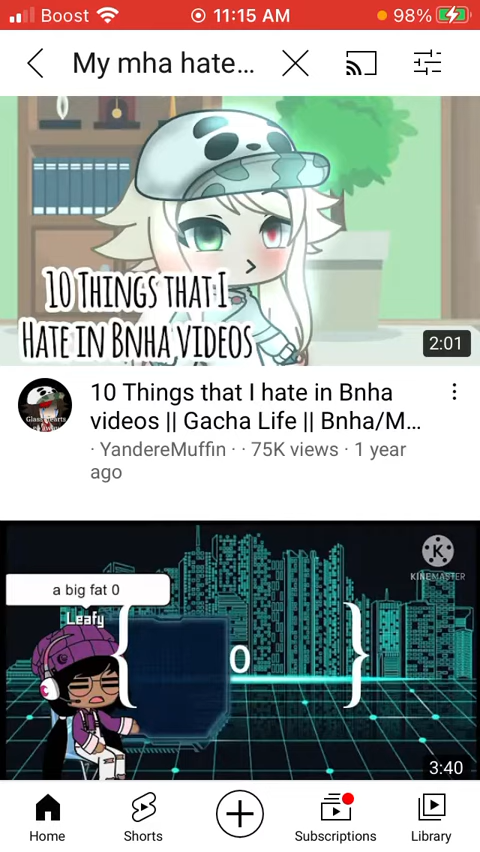 Boost 11:15 AM 98%
My mha hate...
10 THINGS THAT I
HATE IN BNHA VIDEOS
2:01
10 Things that I hate in Bnha
videos || Gacha Life || Bnha/M...
· YandereMuffin · · 75K views · 1 year
ago
K
KINEMASTER
a big fat 0
Leafy
{ 0 }
3:40
Home Shorts Subscriptions Library